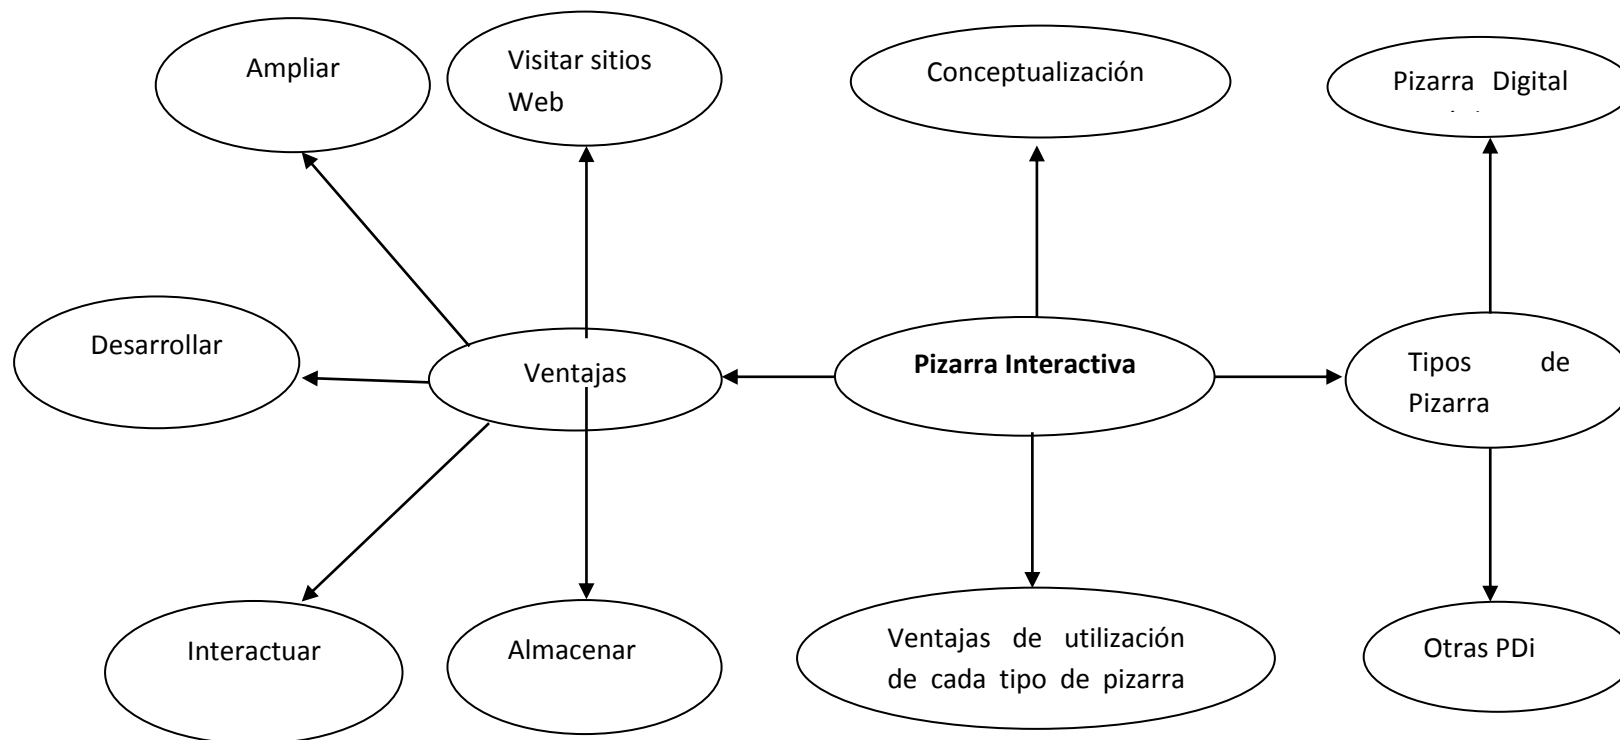 Ampliar
Visitar sitios
Web
Conceptualización
Pizarra Digital
Desarrollar
Ventajas
Pizarra Interactiva
Tipos de
Pizarra
Interactuar
Almacenar
Ventajas de utilización
de cada tipo de pizarra
Otras PDi